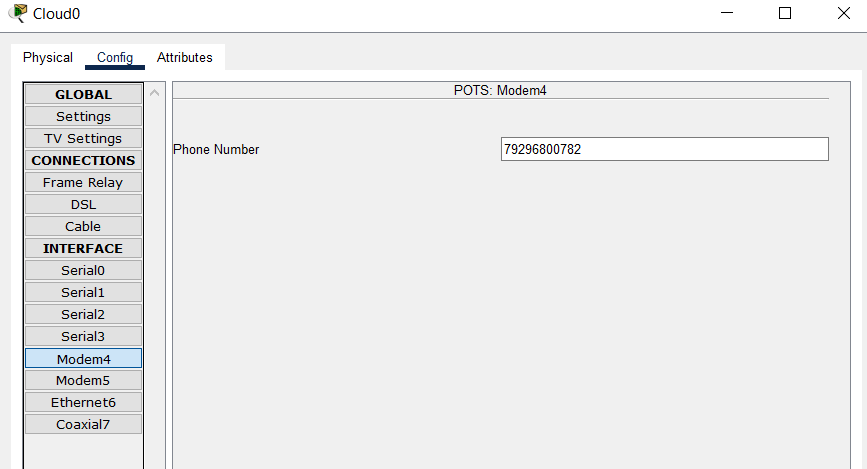 Cloud0
Physical Config Attributes
GLOBAL
Settings
TV Settings
CONNECTIONS
Frame Relay
DSL
Cable
INTERFACE
Serial0
Serial1
Serial2
Serial3
Modem4
Modem5
Ethernet6
Coaxial7
POTS: Modem4
Phone Number 79296800782